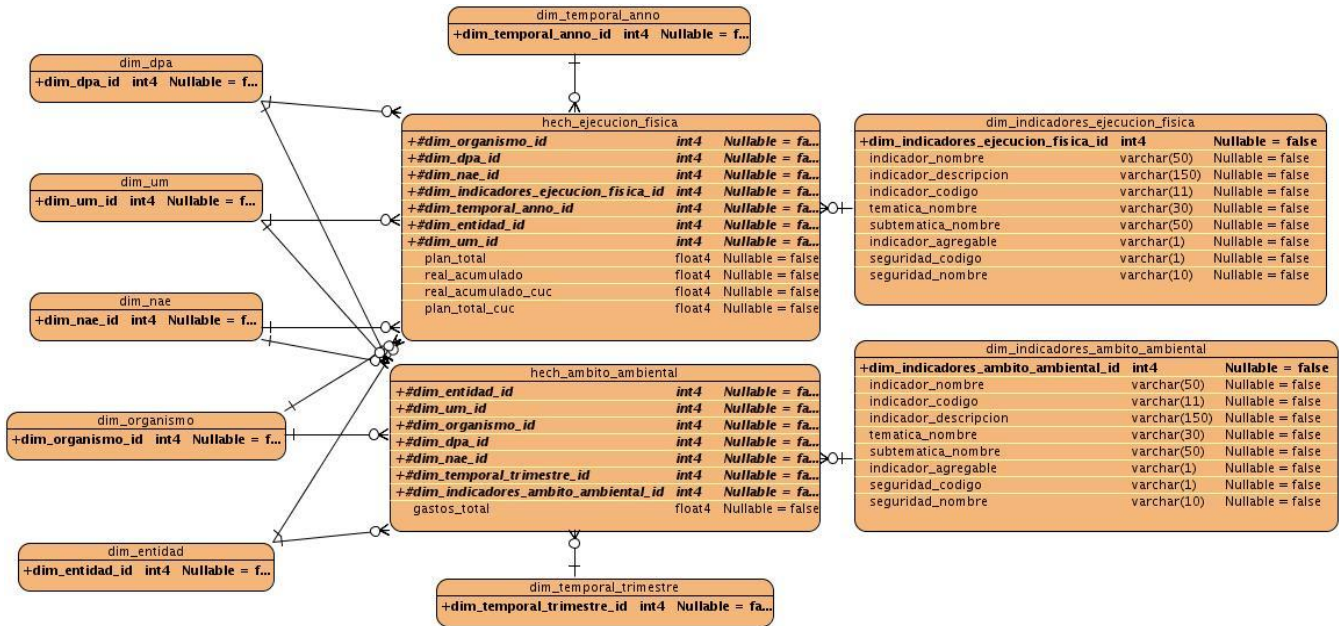 dim_temporal_anno
+dim_temporal_anno_id int4 Nullable = f...
dim_dpa
+dim_dpa_id int4 Nullable = f...
dim_um
+dim_um_id int4 Nullable = f...
dim_nae
+dim_nae_id int4 Nullable = f...
dim_organismo
+dim_organismo_id int4 Nullable = f...
dim_entidad
+dim_entidad_id int4 Nullable = f...
hech_ejecucion_fisica
+#dim_organismo_id int4 Nullable = fa...
+#dim_dpa_id int4 Nullable = fa...
+#dim_nae_id int4 Nullable = fa...
+#dim_indicadores_ejecucion_fisica_id int4 Nullable = fa...
+#dim_temporal_anno_id int4 Nullable = fa...
+#dim_entidad_id int4 Nullable = fa...
+#dim_um_id int4 Nullable = fa...
plan_total float4 Nullable = false
real_acumulado float4 Nullable = false
real_acumulado_cuc float4 Nullable = false
plan_total_cuc float4 Nullable = false
hech_ambito_ambiental
+#dim_entidad_id int4 Nullable = fa...
+#dim_um_id int4 Nullable = fa...
+#dim_organismo_id int4 Nullable = fa...
+#dim_dpa_id int4 Nullable = fa...
+#dim_nae_id int4 Nullable = fa...
+#dim_temporal_trimestre_id int4 Nullable = fa...
+#dim_indicadores_ambito_ambiental_id int4 Nullable = fa...
gastos_total float4 Nullable = false
dim_temporal_trimestre
+dim_temporal_trimestre_id int4 Nullable = fa...
dim_indicadores_ejecucion_fisica
+dim_indicadores_ejecucion_fisica_id int4 Nullable = false
indicador_nombre varchar(50) Nullable = false
indicador_descripcion varchar(150) Nullable = false
indicador_codigo varchar(11) Nullable = false
tematica_nombre varchar(30) Nullable = false
subtematica_nombre varchar(50) Nullable = false
indicador_agregable varchar(1) Nullable = false
seguridad_codigo varchar(1) Nullable = false
seguridad_nombre varchar(10) Nullable = false
dim_indicadores_ambito_ambiental
+dim_indicadores_ambito_ambiental_id int4 Nullable = false
indicador_nombre varchar(50) Nullable = false
indicador_codigo varchar(11) Nullable = false
indicador_descripcion varchar(150) Nullable = false
tematica_nombre varchar(30) Nullable = false
subtematica_nombre varchar(50) Nullable = false
indicador_agregable varchar(1) Nullable = false
seguridad_codigo varchar(1) Nullable = false
seguridad_nombre varchar(10) Nullable = false